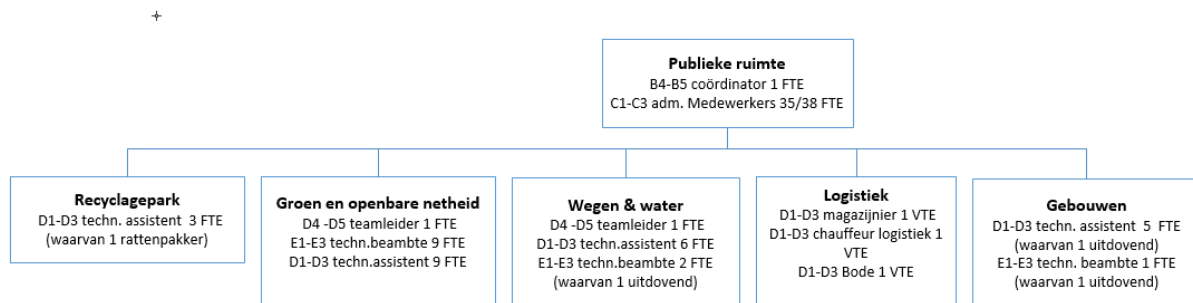 Publieke ruimte
B4-B5 coördinator 1 FTE
C1-C3 adm. Medewerkers 35/38 FTE
Recyclagepark
D1-D3 techn. assistent 3 FTE
(waarvan 1 rattenpakker)
Groen en openbare netheid
D4 -D5 teamleider 1 FTE
E1-E3 techn.beambte 9 FTE
D1-D3 techn.assistent 9 FTE
Wegen & water
D4 -D5 teamleider 1 FTE
D1-D3 techn.assistent 6 FTE
E1-E3 techn.beambte 2 FTE
(waarvan 1 uitdovend)
Logistiek
D1-D3 magazijnier 1 VTE
D1-D3 chauffeur logistiek 1
VTE
D1-D3 Bode 1 VTE
Gebouwen
D1-D3 techn. assistent 5 FTE
(waarvan 1 uitdovend)
E1-E3 techn. beambte 1 FTE
(waarvan 1 uitdovend)